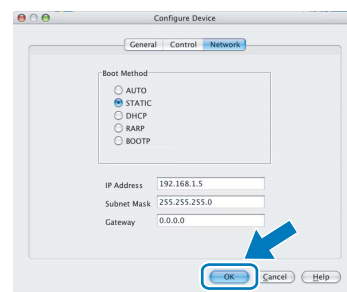 Configure Device
General Control Network
Boot Method
AUTO
STATIC
DHCP
RARP
BOOTP
IP Address 192.168.1.5
Subnet Mask 255.255.255.0
Gateway 0.0.0.0
OK Cancel Help